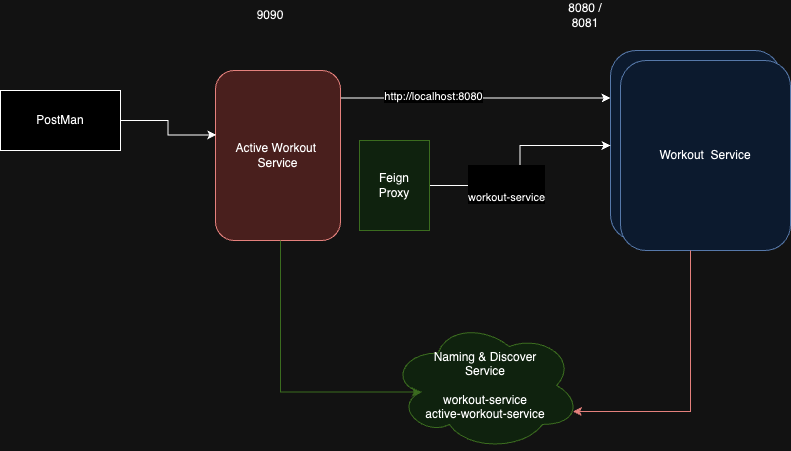 9090
8080 /
8081
http://localhost:8080
PostMan
Active Workout
Service
Workout  Service
Feign
Proxy
workout-service
Naming & Discover
Service
workout-service
active-workout-service